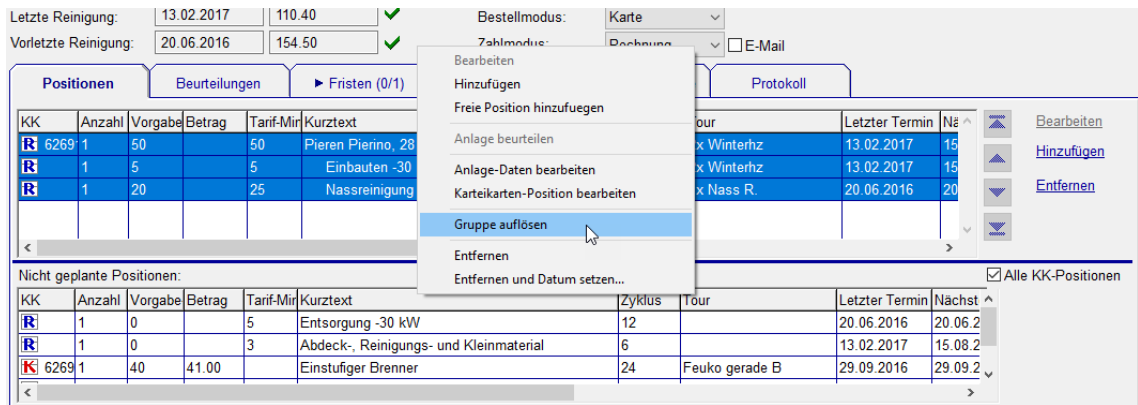 Letzte Reinigung: 13.02.2017 110.40 Bestellmodus: Karte
Vorletzte Reinigung: 20.06.2016 154.50 Zahlmodus: Rechnung E-Mail
Positionen Beurteilungen ► Fristen (0/1) Protokoll
Bearbeiten
Hinzufügen
Freie Position hinzufuegen
Anlage beurteilen
Anlage-Daten bearbeiten
Karteikarten-Position bearbeiten
Gruppe auflösen
Entfernen
Entfernen und Datum setzen...
KK Anzahl Vorgabe Betrag Tarif-Min Kurztext our Letzter Termin Nä
R 6269 1 50 50 Pieren Pierino, 28 x Winterhz 13.02.2017 15
R 1 5 5 Einbauten -30 x Winterhz 13.02.2017 15
R 1 20 25 Nassreinigung x Nass R. 20.06.2016 20
Bearbeiten
Hinzufügen
Entfernen
Nicht geplante Positionen: Alle KK-Positionen
KK Anzahl Vorgabe Betrag Tarif-Min Kurztext Zyklus Tour Letzter Termin Nächst
R 1 0 5 Entsorgung -30 kW 12 20.06.2016 20.06.2
R 1 0 3 Abdeck-, Reinigungs- und Kleinmaterial 6 13.02.2017 15.08.2
K 6269 1 40 41.00 Einstufiger Brenner 24 Feuko gerade B 29.09.2016 29.09.2